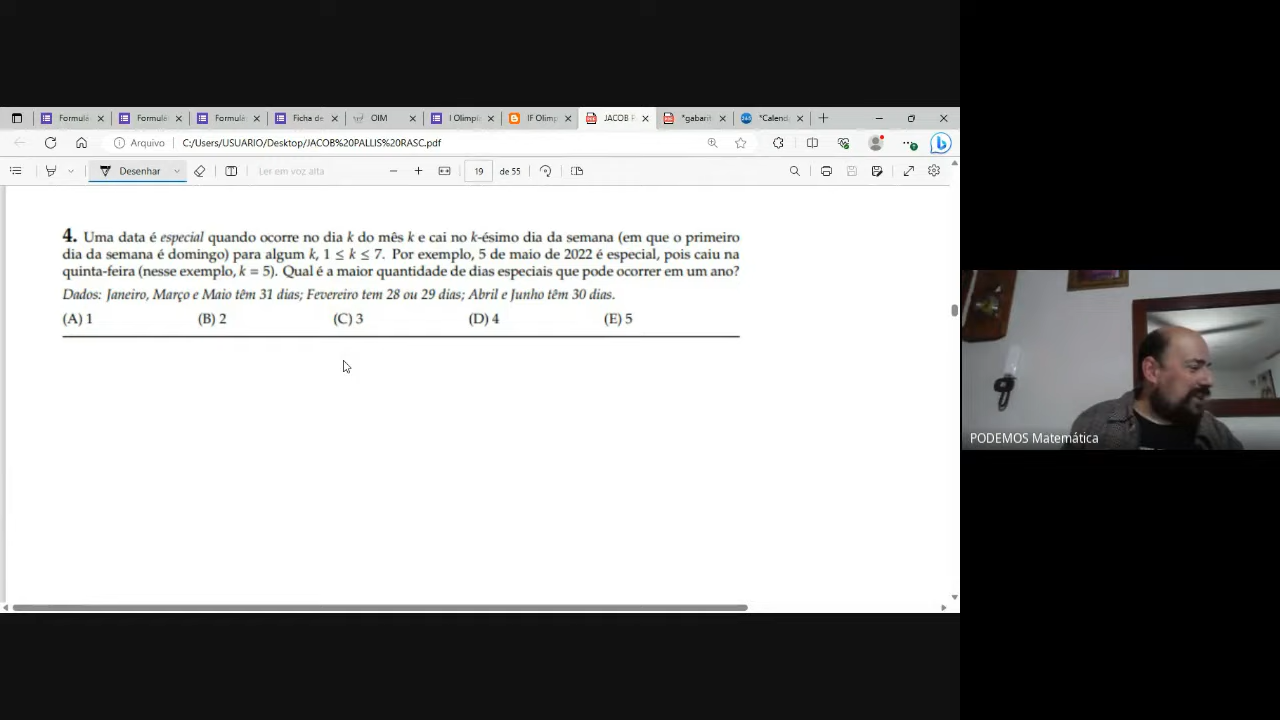 Formulá
Formulá
Formulá
Ficha de
OIM
I Olimpia
IF Olimp
JACOB F
*gabarit
*Calend
Arquivo
C:/Users/USUARIO/Desktop/JACOB%20PALLIS%20RASC.pdf
Desenhar
Ler em voz alta
19
de 55
4. Uma data é especial quando ocorre no dia k do mês k e cai no k-ésimo dia da semana (em que o primeiro
dia da semana é domingo) para algum k, 1 ≤ k ≤ 7. Por exemplo, 5 de maio de 2022 é especial, pois caiu na
quinta-feira (nesse exemplo, k = 5). Qual é a maior quantidade de dias especiais que pode ocorrer em um ano?
Dados: Janeiro, Março e Maio têm 31 dias; Fevereiro tem 28 ou 29 dias; Abril e Junho têm 30 dias.
(A) 1 (B) 2 (C) 3 (D) 4 (E) 5
PODEMOS Matemática